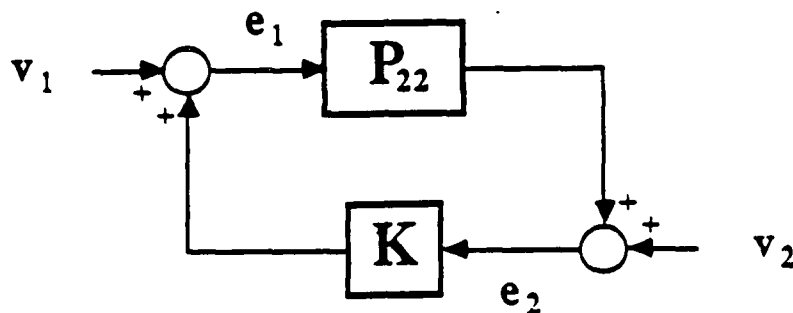 e₁
v₁
P₂₂
+
+
+
+
K
e₂
v₂